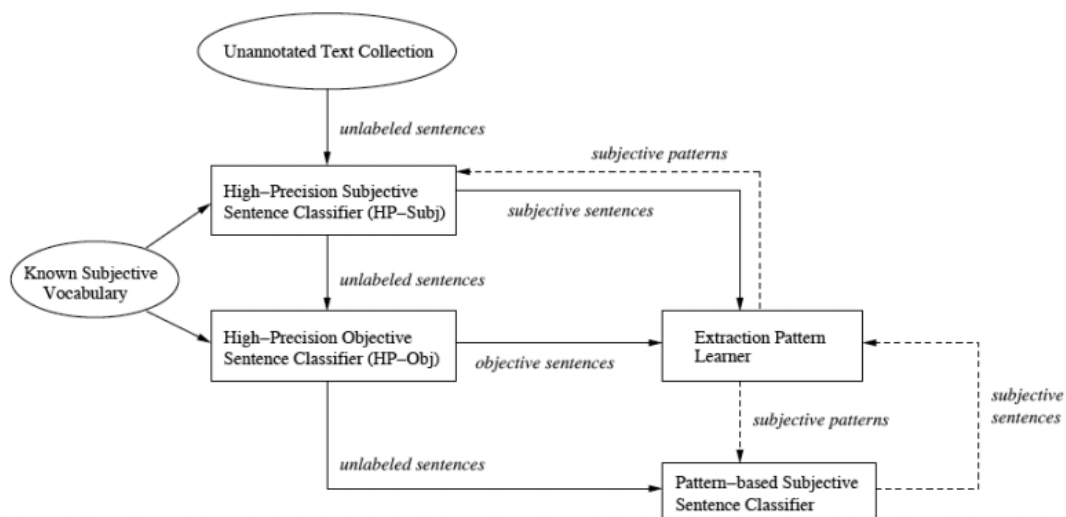 Unannotated Text Collection
unlabeled sentences
subjective patterns
High–Precision Subjective
Sentence Classifier (HP–Subj)
subjective sentences
Known Subjective
Vocabulary
unlabeled sentences
High–Precision Objective
Sentence Classifier (HP–Obj)
objective sentences
Extraction Pattern
Learner
subjective
sentences
subjective patterns
unlabeled sentences
Pattern–based Subjective
Sentence Classifier